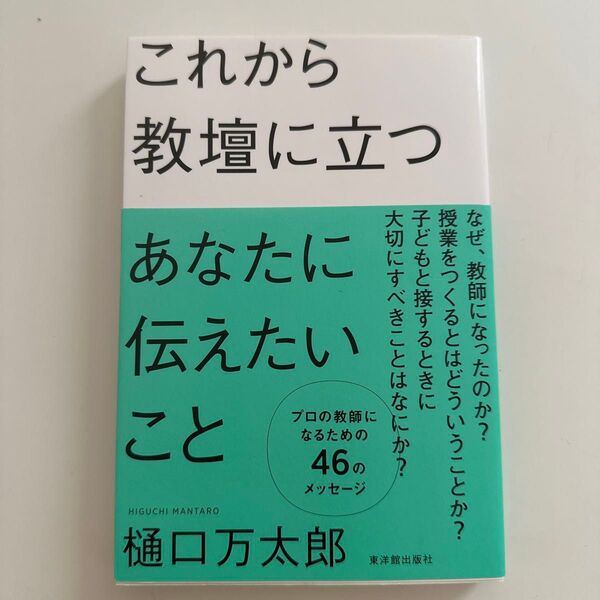 これから
教壇に立つ
あなたに
伝えたい
こと
なぜ、教師になったのか?
授業をつくるとはどういうことか?
子どもと接するときに
大切にすべきことはなにか?
プロの教師に
なるための
46の
メッセージ
HIGUCHI MANTARO
樋口万太郎
東洋館出版社